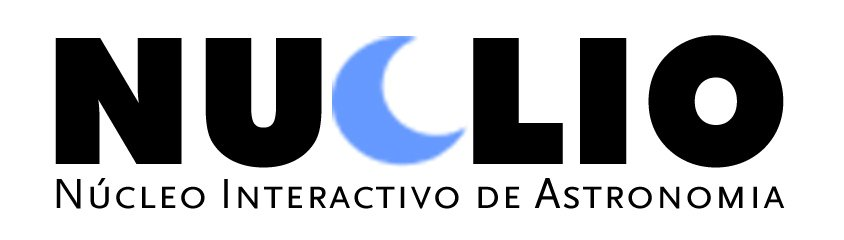 NUCLIO
NÚCLEO INTERACTIVO DE ASTRONOMIA